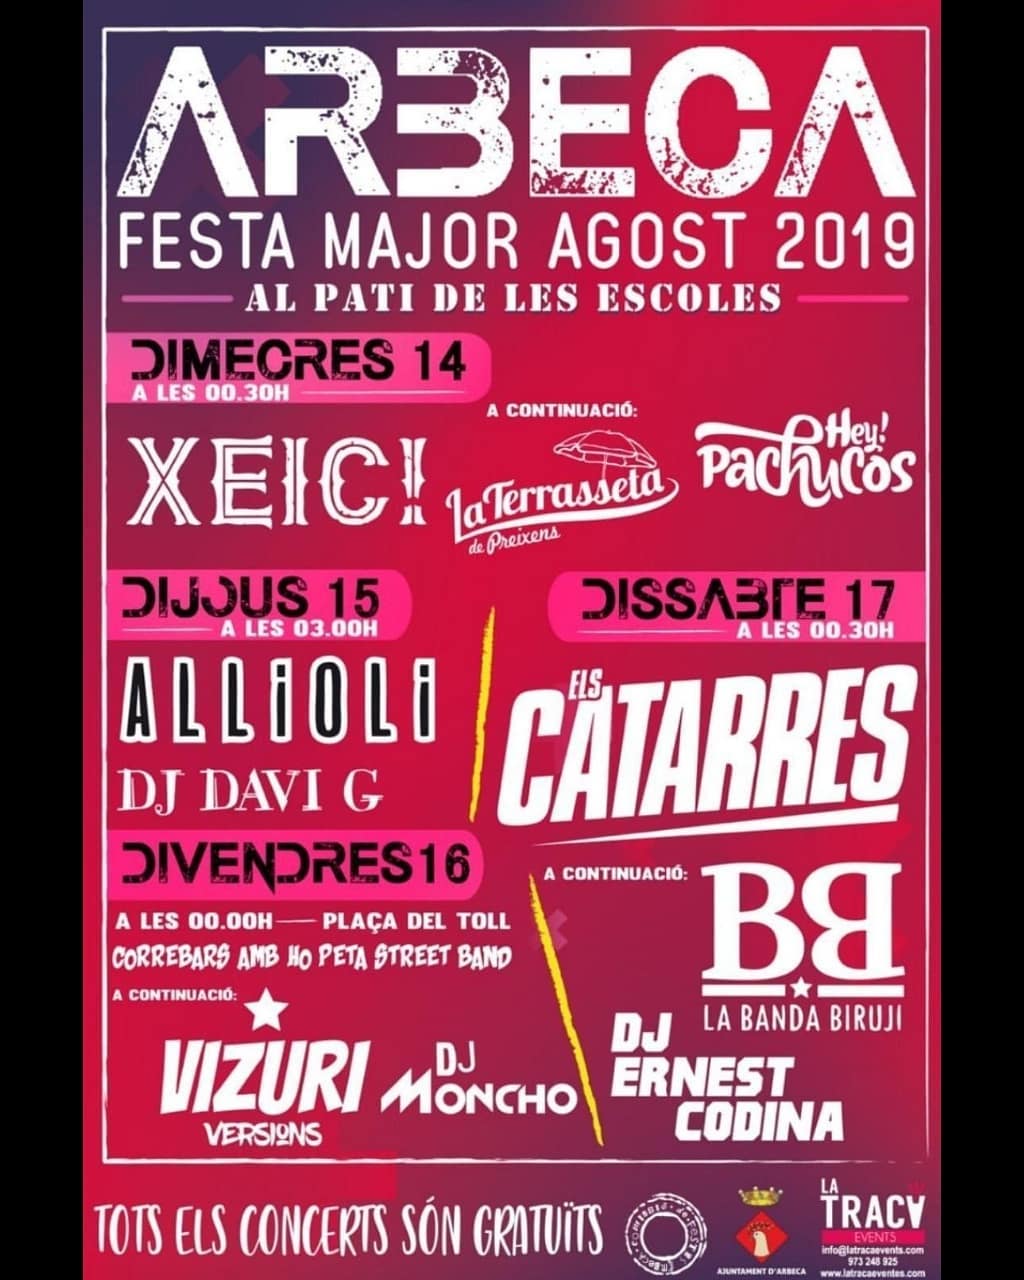 ARBECA
FESTA MAJOR AGOST 2019
AL PATI DE LES ESCOLES
DIMECRES 14
A LES 00.30H
XEIC!
A CONTINUACIÓ:
La Terrasseta
de Preixens
Hey!
Pachucos
DIJOUS 15
A LES 03.00H
ALLiOLi
DJ DAVI G
DISSABTE 17
A LES 00.30H
ELS
CATARRES
A CONTINUACIÓ:
BB
LA BANDA BIRUJI
DJ
ERNEST
CODINA
DIVENDRES 16
A LES 00.00H — PLAÇA DEL TOLL
CORREBARS AMB HO PETA STREET BAND
A CONTINUACIÓ:
VIZURI
VERSIONS
DJ
MONCHO
TOTS ELS CONCERTS SÓN GRATUÏTS
AJUNTAMENT D'ARBECA
LA
TRACA
EVENTS
info@latracaevents.com
973 248 925
www.latracaeventes.com